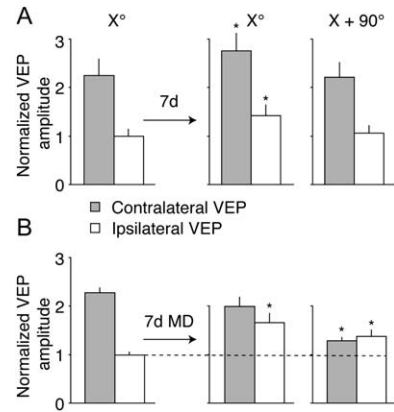 A
X°
X°
X + 90°
Normalized VEP
amplitude
3
2
1
0
7d
*
*
Contralateral VEP
Ipsilateral VEP
B
Normalized VEP
amplitude
3
2
1
0
7d MD
*
*
*